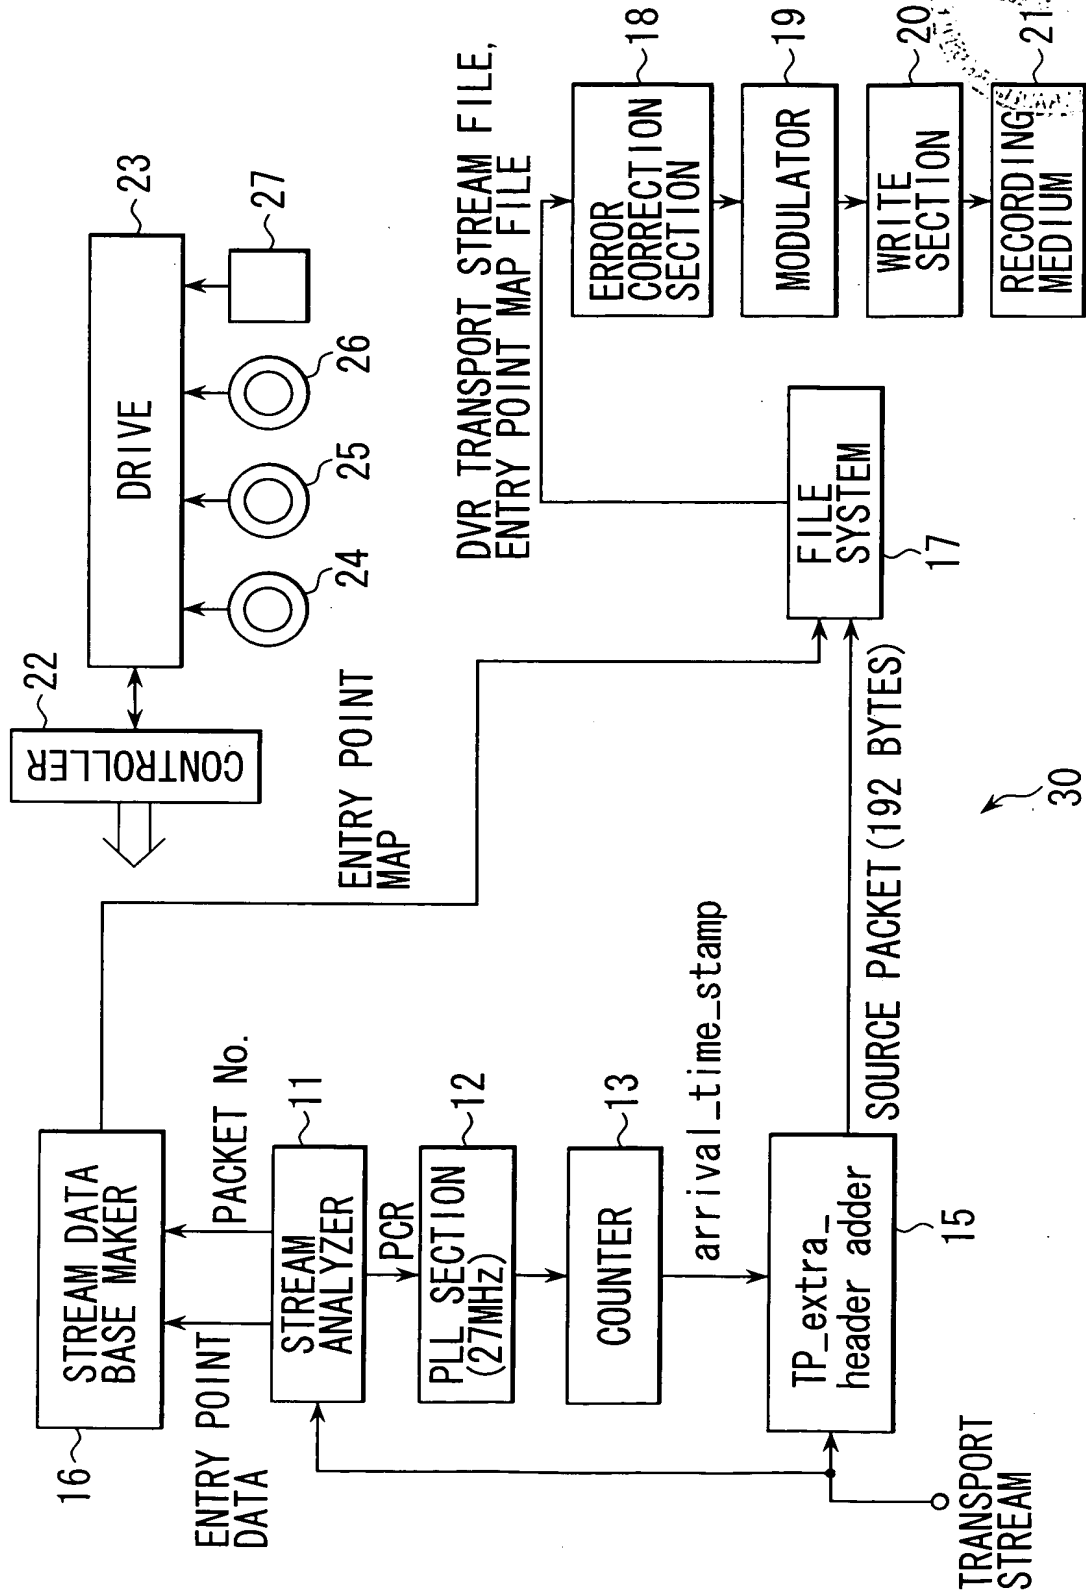 CONTROLLER
22
DRIVE
23
24
25
26
27
STREAM DATA
BASE MAKER
16
ENTRY POINT
MAP
ENTRY POINT
DATA
PACKET No.
STREAM
ANALYZER
11
PCR
PLL SECTION
(27MHz)
12
COUNTER
13
arrival_time_stamp
TP_extra_
header adder
15
TRANSPORT
STREAM
SOURCE PACKET(192 BYTES)
FILE
SYSTEM
17
DVR TRANSPORT STREAM FILE,
ENTRY POINT MAP FILE
ERROR
CORRECTION
SECTION
18
MODULATOR
19
WRITE
SECTION
20
RECORDING
MEDIUM
21
30